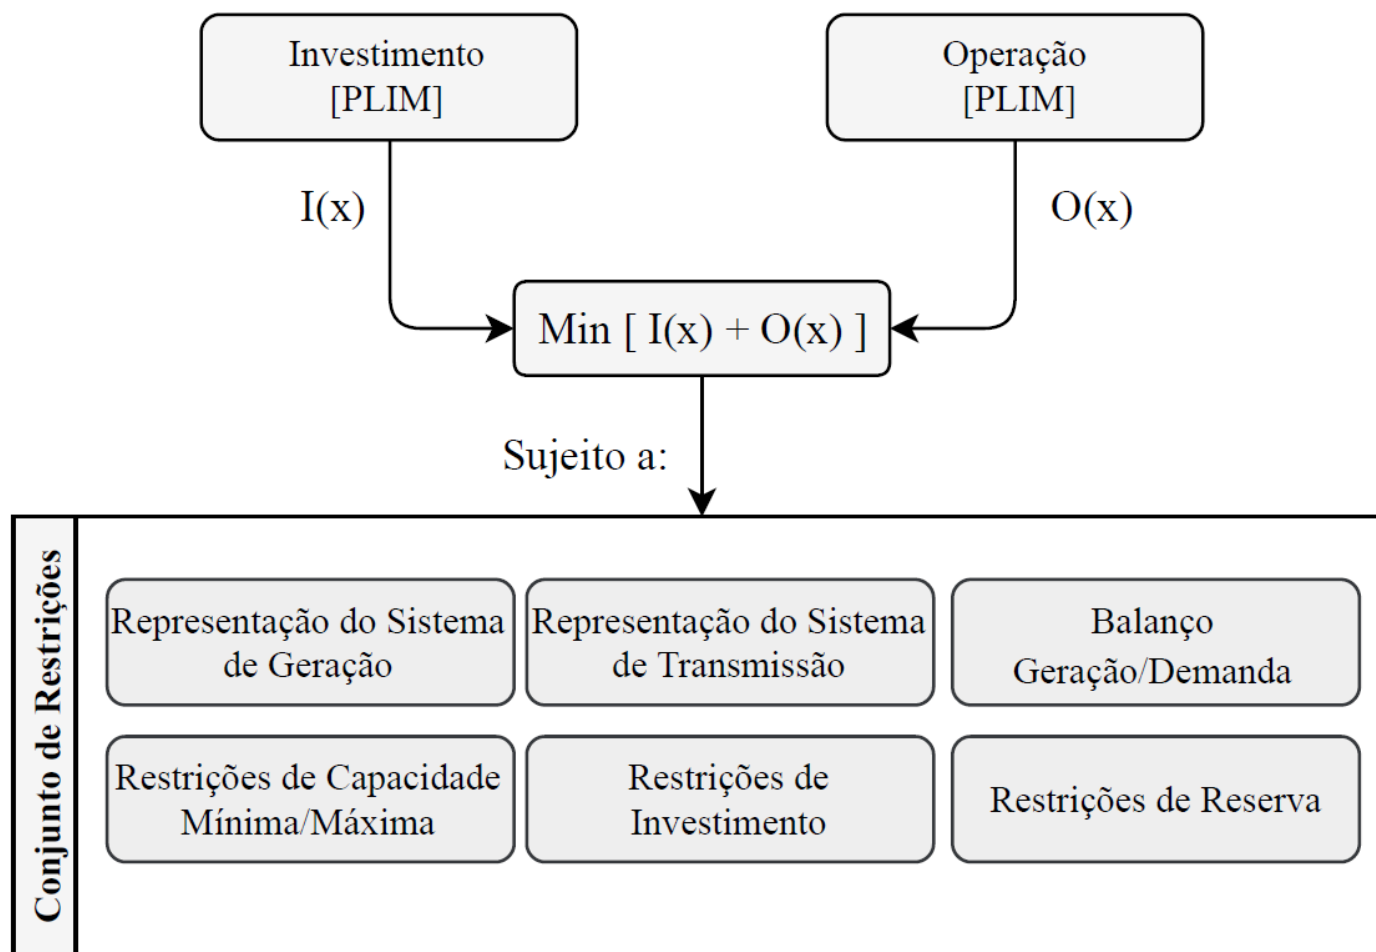 Investimento
[PLIM]
Operação
[PLIM]
I(x)
O(x)
Min [ I(x) + O(x) ]
Sujeito a:
Conjunto de Restrições
Representação do Sistema
de Geração
Representação do Sistema
de Transmissão
Balanço
Geração/Demanda
Restrições de Capacidade
Mínima/Máxima
Restrições de
Investimento
Restrições de Reserva